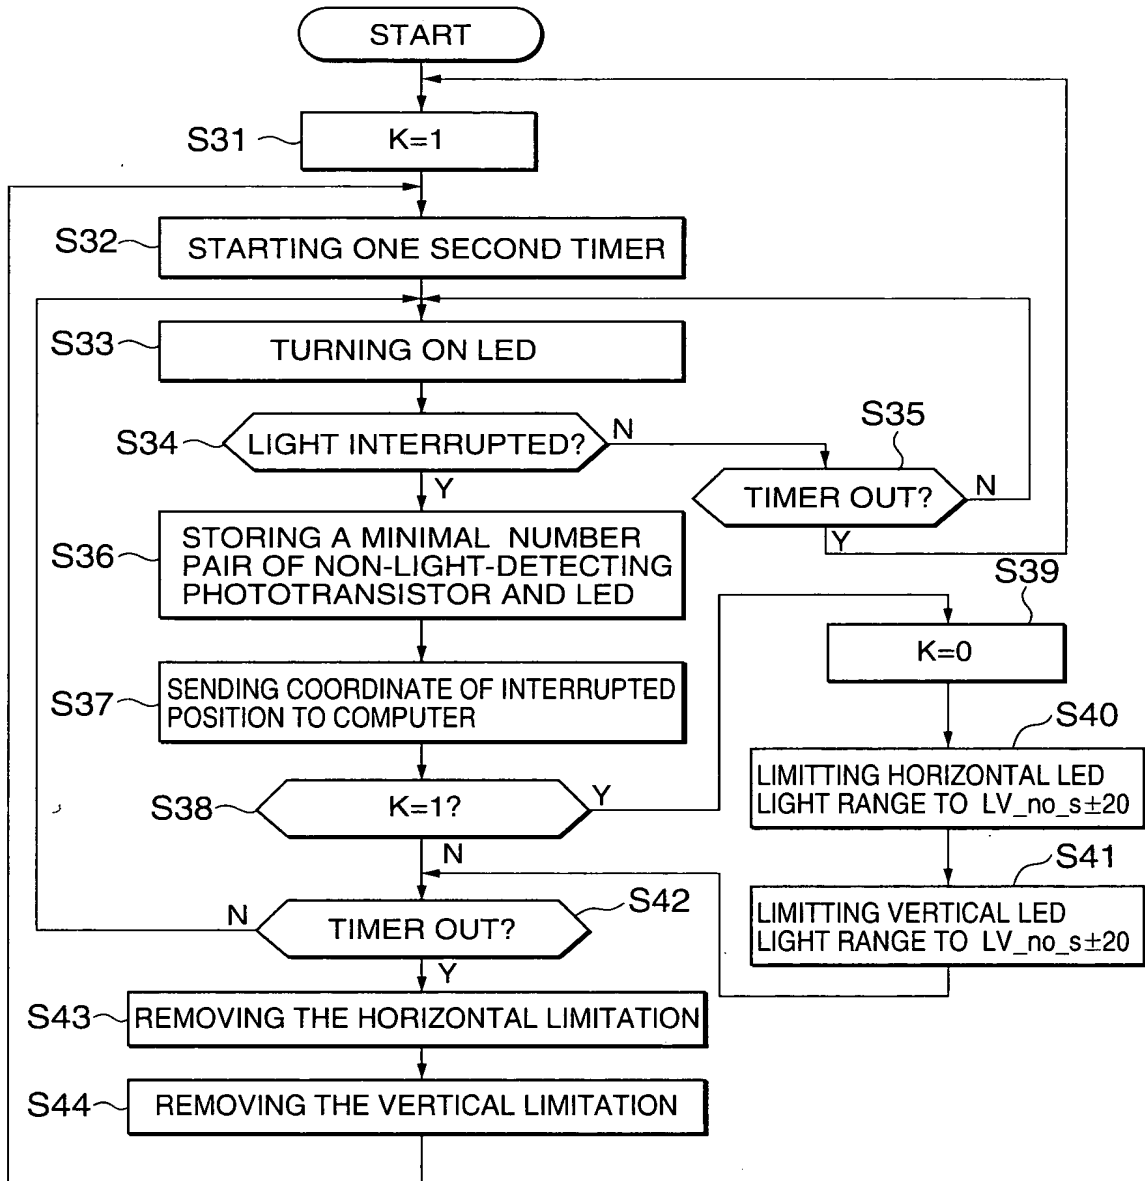 START
S31
K=1
S32
STARTING ONE SECOND TIMER
S33
TURNING ON LED
S34
LIGHT INTERRUPTED?
N
S35
TIMER OUT?
N
Y
Y
S36
STORING A MINIMAL NUMBER
PAIR OF NON-LIGHT-DETECTING
PHOTOTRANSISTOR AND LED
S39
K=0
S37
SENDING COORDINATE OF INTERRUPTED
POSITION TO COMPUTER
S40
LIMITTING HORIZONTAL LED
LIGHT RANGE TO LV_no_s±20
S38
K=1?
Y
N
S41
LIMITTING VERTICAL LED
LIGHT RANGE TO LV_no_s±20
S42
N
TIMER OUT?
Y
S43
REMOVING THE HORIZONTAL LIMITATION
S44
REMOVING THE VERTICAL LIMITATION